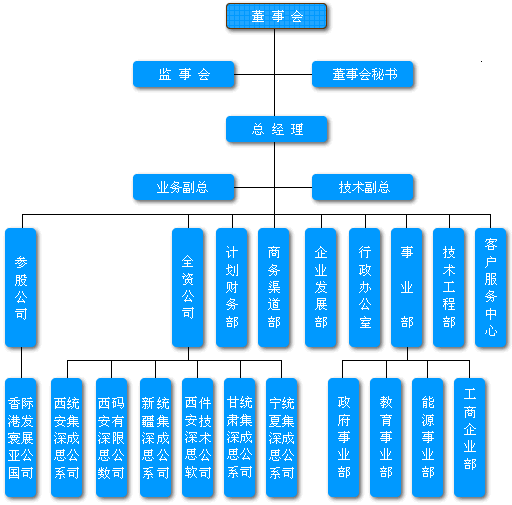 董事会
监事会
董事会秘书
总经理
业务副总
技术副总
参股公司
全资公司
计划财务部
商务渠道部
企业发展部
行政办公室
事业部
技术工程部
客户服务中心
香港寰亚国
际发展公司
西安深思系
统集成公司
西安深思数
码有限公司
新疆深思系
统集成公司
西安深思软
件技术公司
甘肃深思系
统集成公司
宁夏深思系
统集成公司
政府事业部
教育事业部
能源事业部
工商企业部